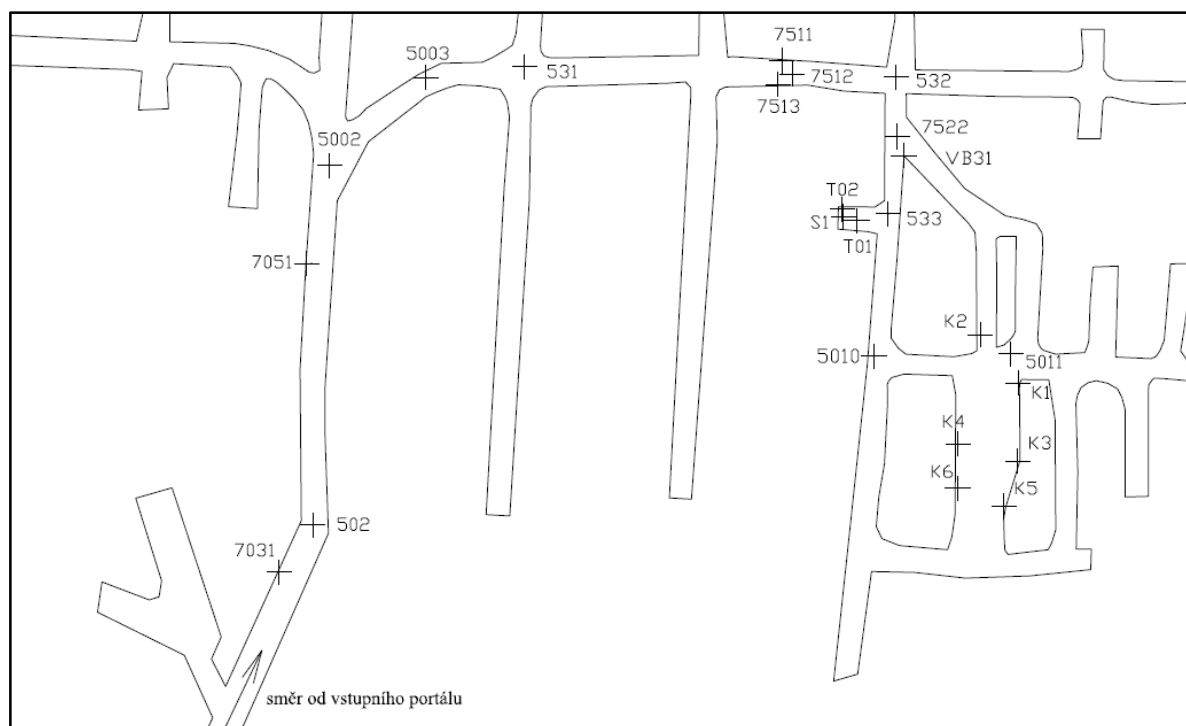 7511
5003
531
7512
532
7513
7522
5002
VB31
T02
S1
533
T01
7051
K2
5010
5011
K1
K4
K3
K6
K5
502
7031
směr od vstupního portálu